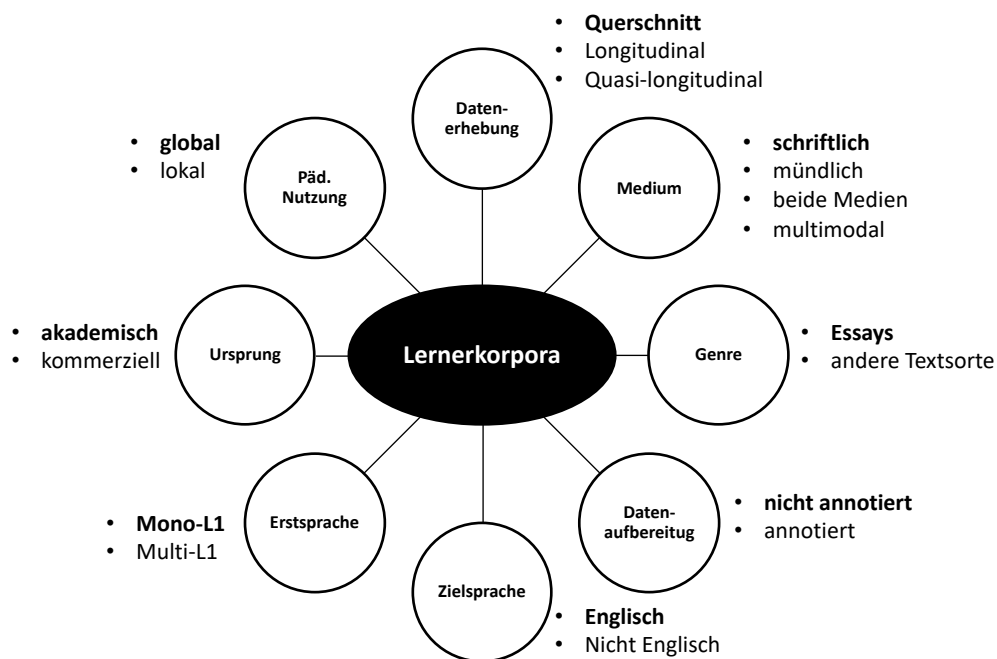 • Querschnitt
• Longitudinal
• Quasi-longitudinal
Daten-
erhebung
• global
• lokal
Päd.
Nutzung
Medium
• schriftlich
• mündlich
• beide Medien
• multimodal
• akademisch
• kommerziell
Ursprung
Lernerkorpora
Genre
• Essays
• andere Textsorte
• Mono-L1
• Multi-L1
Erstsprache
Daten-
aufbereitug
• nicht annotiert
• annotiert
Zielsprache
• Englisch
• Nicht Englisch